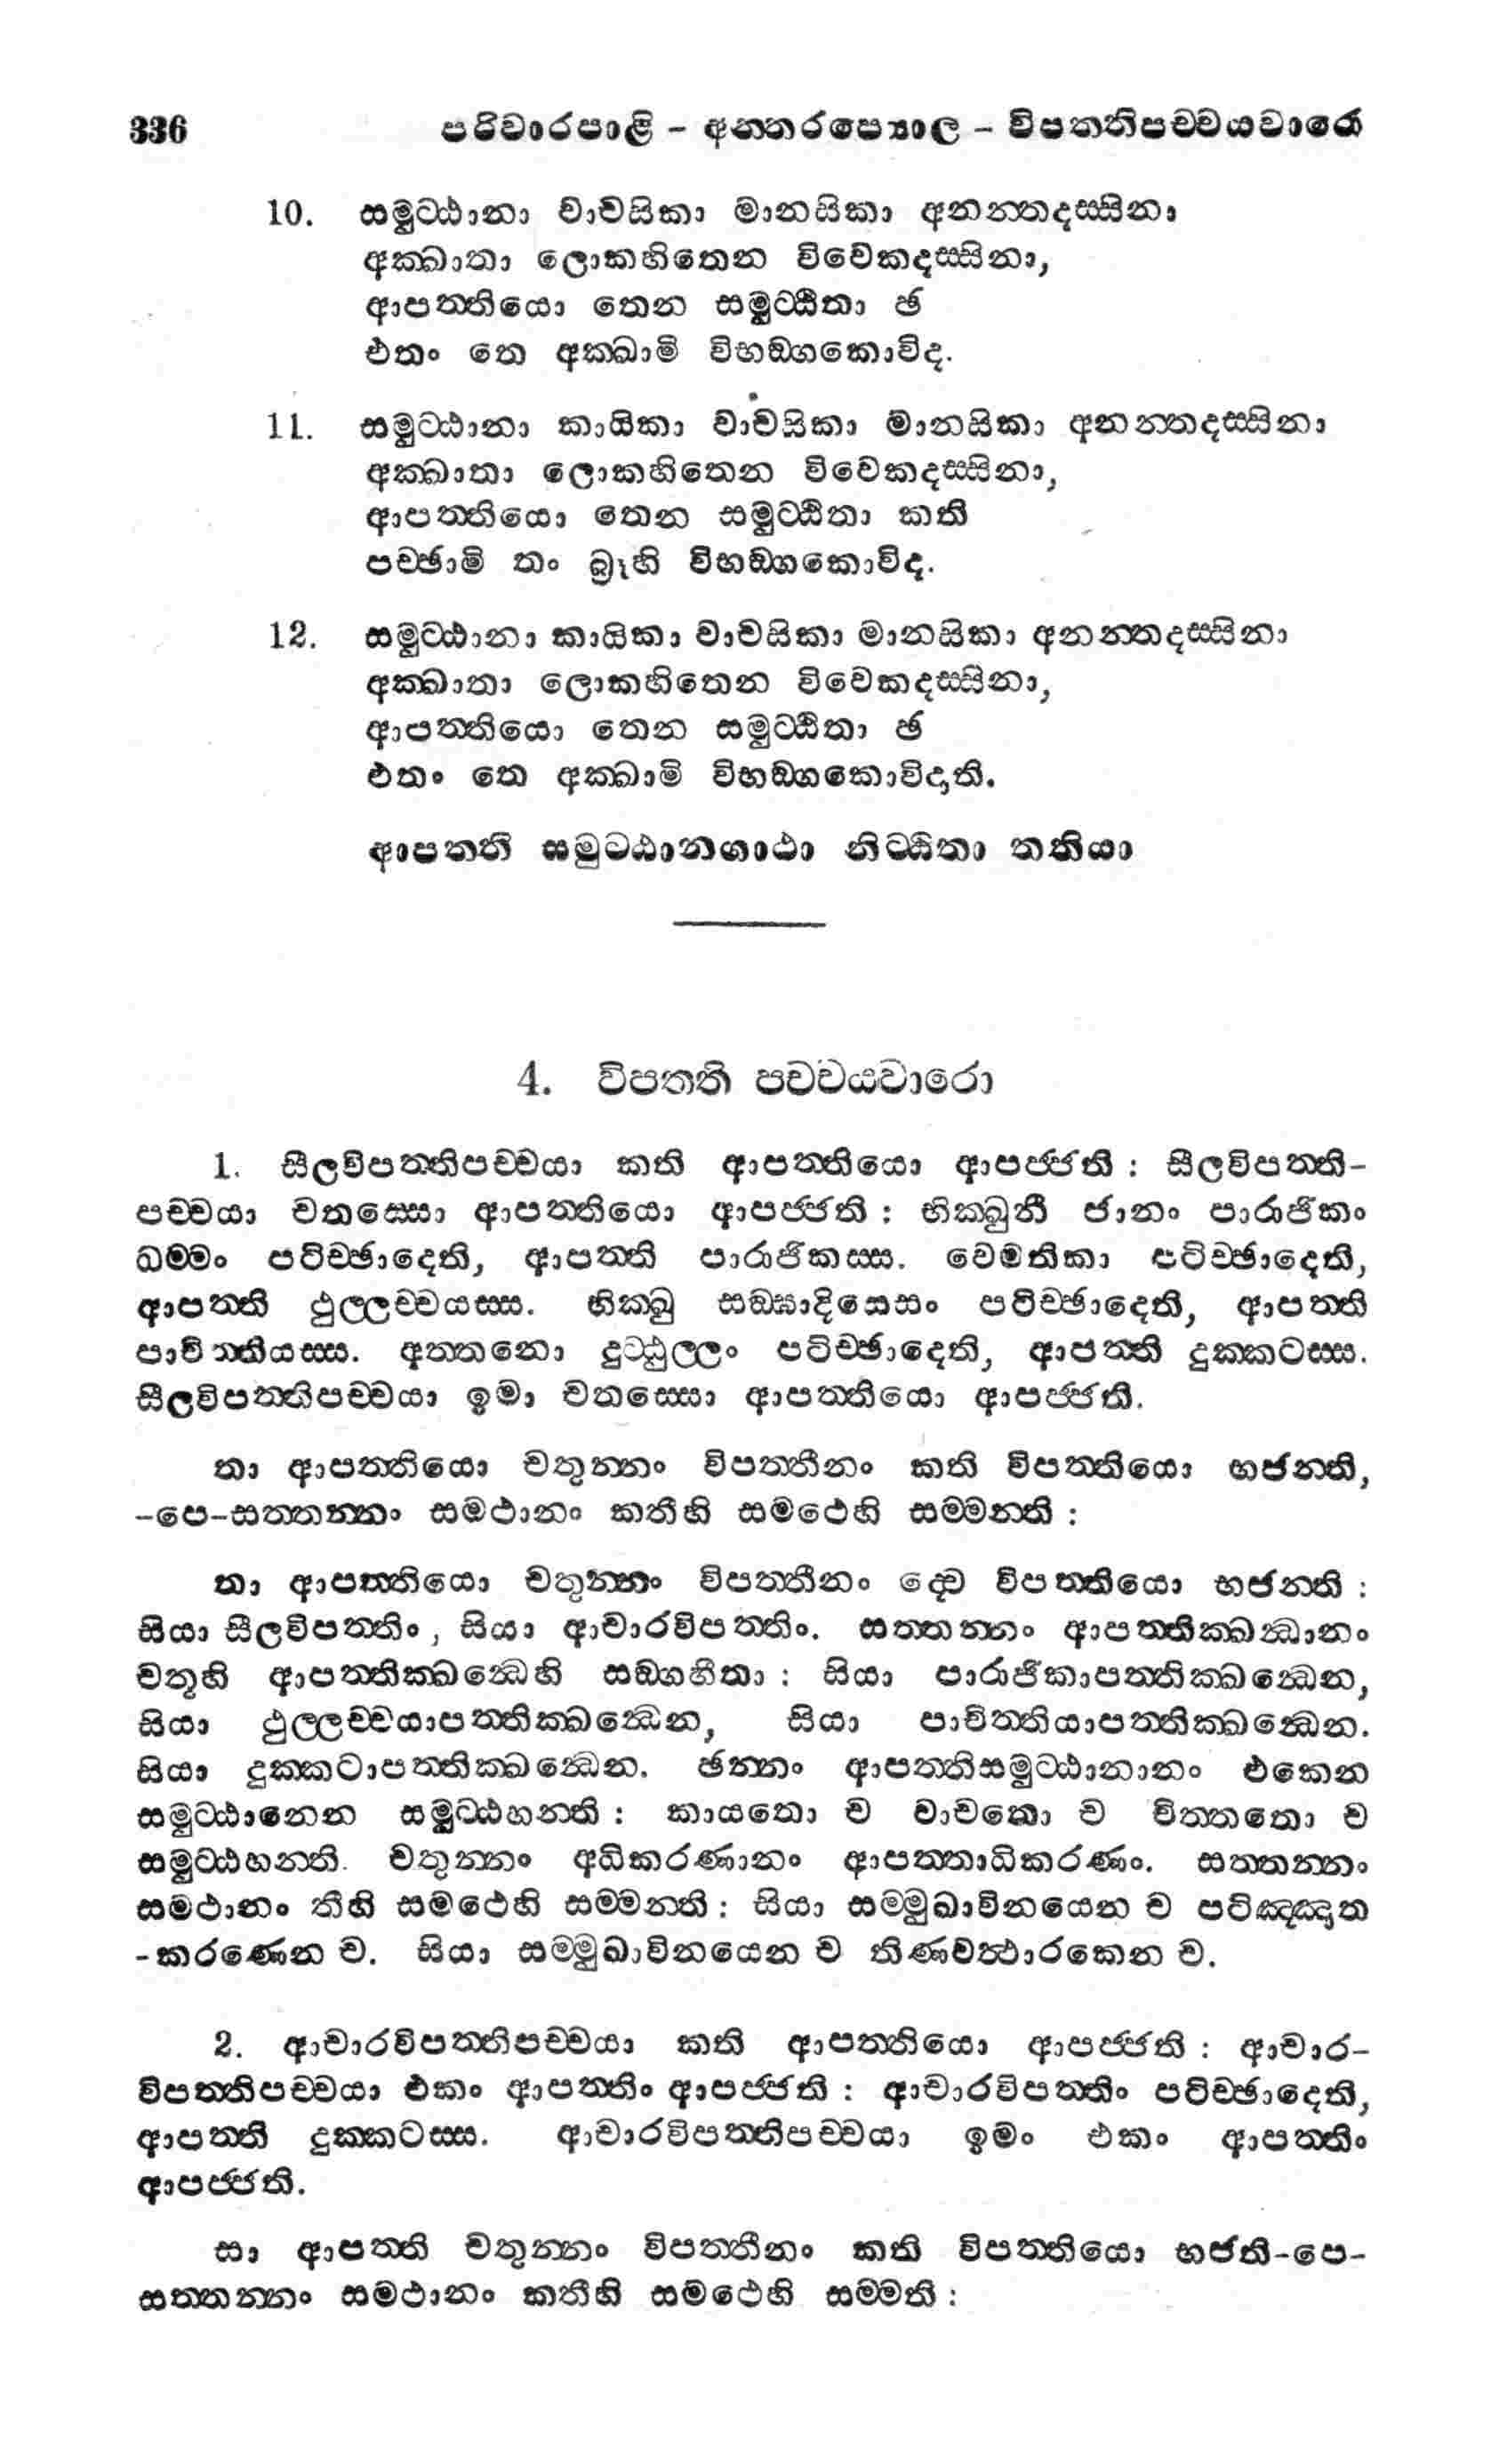 336 පරිවාරපාළි - අනන්තරපෙය්‍යාල - විපත්තිපච්චයවාරො
10. සමුට්ඨානා වාචසිකා මානසිකා අනන්තදස්සිනා
අක්ඛාතා ලොකහිතෙන විවෙකදස්සිනා,
ආපත්තියො තෙන සමුට්ඨිතා ඡ
එතං තෙ අක්ඛාමි විභඞ්ගකොවිද.
11. සමුට්ඨානා කායිකා වාචසිකා මානසිකා අනන්තදස්සිනා
අක්ඛාතා ලොකහිතෙන විවෙකදස්සිනා,
ආපත්තියො තෙන සමුට්ඨිතා කති
පච්ඡාමි තං බ්‍රූහි විභඞ්ගකොවිද.
12. සමුට්ඨානා කායිකා වාචසිකා මානසිකා අනන්තදස්සිනා
අක්ඛාතා ලොකහිතෙන විවෙකදස්සිනා,
ආපත්තියො තෙන සමුට්ඨිතා ඡ
එතං තෙ අක්ඛාමි විභඞ්ගකොවිදාති.
ආපත්ති සමුට්ඨානගාථා නිට්ඨිතා තතියා
4. විපත්ති පච්චයවාරො
1. සීලවිපත්තිපච්චයා කති ආපත්තියො ආපජ්ජති : සීලවිපත්ති-
පච්චයා චතස්සො ආපත්තියො ආපජ්ජති : භික්ඛුනී ජානං පාරාජිකං
ධම්මං පටිච්ඡාදෙති, ආපත්ති පාරාජිකස්ස. වෙමතිකා පටිච්ඡාදෙති,
ආපත්ති ථුල්ලච්චයස්ස. භික්ඛු සඞ්ඝාදිසෙසං පටිච්ඡාදෙති, ආපත්ති
පාචිත්තියස්ස. අත්තනො දුට්ඨුල්ලං පටිච්ඡාදෙති, ආපත්ති දුක්කටස්ස.
සීලවිපත්තිපච්චයා ඉමා චතස්සො ආපත්තියො ආපජ්ජති.
තා ආපත්තියො චතුන්නං විපත්තීනං කති විපත්තියො භජන්ති,
-පෙ-සත්තන්නං සමථානං කතීහි සමථෙහි සම්මන්ති :
තා ආපත්තියො චතුන්නං විපත්තීනං ද්වෙ විපත්තියො භජන්ති :
සියා සීලවිපත්තිං, සියා ආචාරවිපත්තිං. සත්තන්නං ආපත්තික්ඛන්ධානං
චතූහි ආපත්තික්ඛන්ධෙහි සඞ්ගහීතා : සියා පාරාජිකාපත්තික්ඛන්ධෙන,
සියා ථුල්ලච්චයාපත්තික්ඛන්ධෙන, සියා පාචිත්තියාපත්තික්ඛන්ධෙන.
සියා දුක්කටාපත්තික්ඛන්ධෙන. ඡන්නං ආපත්තිසමුට්ඨානානං එකෙන
සමුට්ඨානෙන සමුට්ඨහන්ති : කායතො ච වාචතො ච චිත්තතො ච
සමුට්ඨහන්ති. චතුන්නං අධිකරණානං ආපත්තාධිකරණං. සත්තන්නං
සමථානං තීහි සමථෙහි සම්මන්ති : සියා සම්මුඛාවිනයෙන ච පටිඤ්ඤාත
-කරණෙන ච. සියා සම්මුඛාවිනයෙන ච තිණවත්ථාරකෙන ච.
2. ආචාරවිපත්තිපච්චයා කති ආපත්තියො ආපජ්ජති : ආචාර-
විපත්තිපච්චයා එකං ආපත්තිං ආපජ්ජති : ආචාරවිපත්තිං පටිච්ඡාදෙති,
ආපත්ති දුක්කටස්ස. ආචාරවිපත්තිපච්චයා ඉමං එකං ආපත්තිං
ආපජ්ජති.
සා ආපත්ති චතුන්නං විපත්තීනං කති විපත්තියො භජති-පෙ-
සත්තන්නං සමථානං කතීහි සමථෙහි සම්මති :